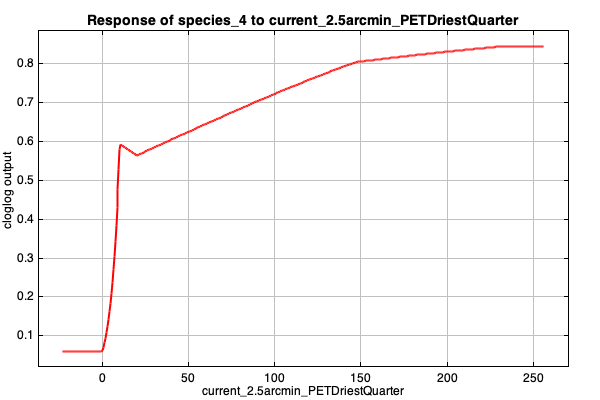 Response of species_4 to current_2.5arcmin_PETDriestQuarter
cloglog output
0.8
0.7
0.6
0.5
0.4
0.3
0.2
0.1
0 50 100 150 200 250
current_2.5arcmin_PETDriestQuarter